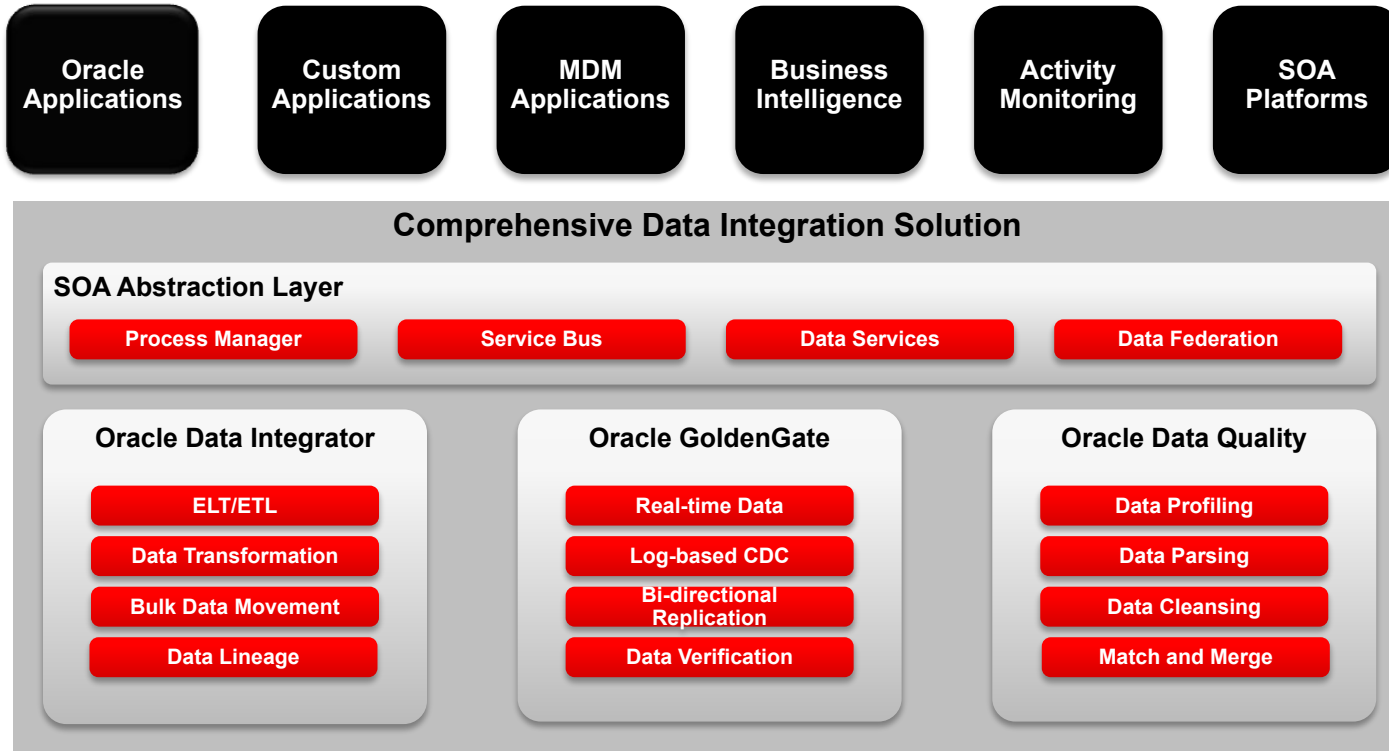 Oracle
Applications
Custom
Applications
MDM
Applications
Business
Intelligence
Activity
Monitoring
SOA
Platforms
Comprehensive Data Integration Solution
SOA Abstraction Layer
Process Manager
Service Bus
Data Services
Data Federation
Oracle Data Integrator
ELT/ETL
Data Transformation
Bulk Data Movement
Data Lineage
Oracle GoldenGate
Real-time Data
Log-based CDC
Bi-directional
Replication
Data Verification
Oracle Data Quality
Data Profiling
Data Parsing
Data Cleansing
Match and Merge